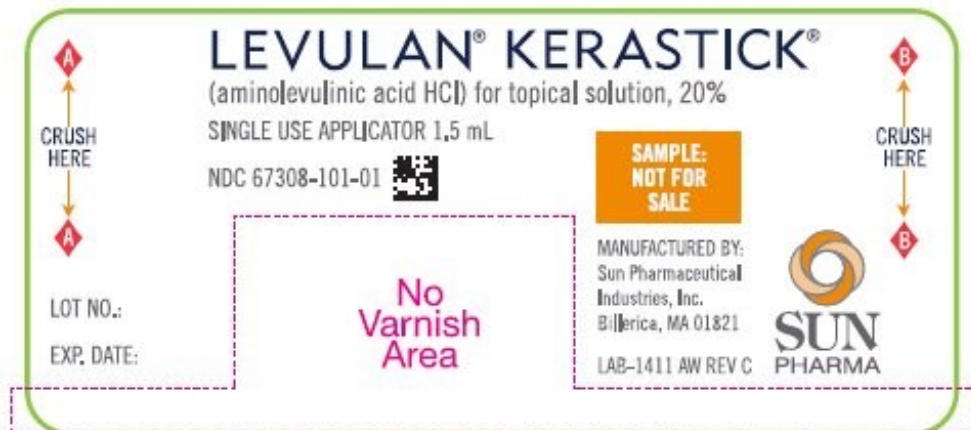 LEVULAN® KERASTICK®
(aminolevulinic acid HCl) for topical solution, 20%
SINGLE USE APPLICATOR 1.5 mL
NDC 67308-101-01
A
CRUSH
HERE
A
B
CRUSH
HERE
B
SAMPLE:
NOT FOR
SALE
MANUFACTURED BY:
Sun Pharmaceutical
Industries, Inc.
Billerica, MA 01821
LAB-1411 AW REV C
SUN
PHARMA
No
Varnish
Area
LOT NO.:
EXP. DATE: